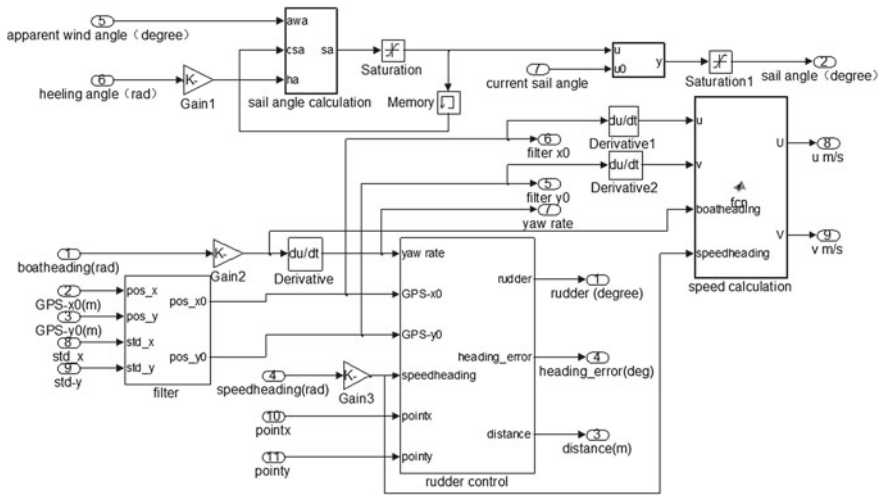 5
apparent wind angle (degree)
6
heeling angle (rad)
K-
Gain1
awa
csa
ha
sa
sail angle calculation
Saturation
Memory
7
current sail angle
u
u0
y
Saturation1
2
sail angle (degree)
du/dt
Derivative1
6
filter x0
du/dt
Derivative2
5
filter y0
7
yaw rate
u
v
boatheading
speedheading
fcn
U
V
speed calculation
8
u m/s
9
v m/s
1
boatheading(rad)
K-
Gain2
du/dt
Derivative
2
GPS-x0(m)
3
GPS-y0(m)
8
std_x
9
std-y
pos_x
pos_y
std_x
std_y
pos_x0
pos_y0
filter
4
speedheading(rad)
K-
Gain3
10
pointx
11
pointy
yaw rate
GPS-x0
GPS-y0
speedheading
pointx
pointy
rudder
heading_error
distance
rudder control
1
rudder (degree)
4
heading_error(deg)
3
distance(m)